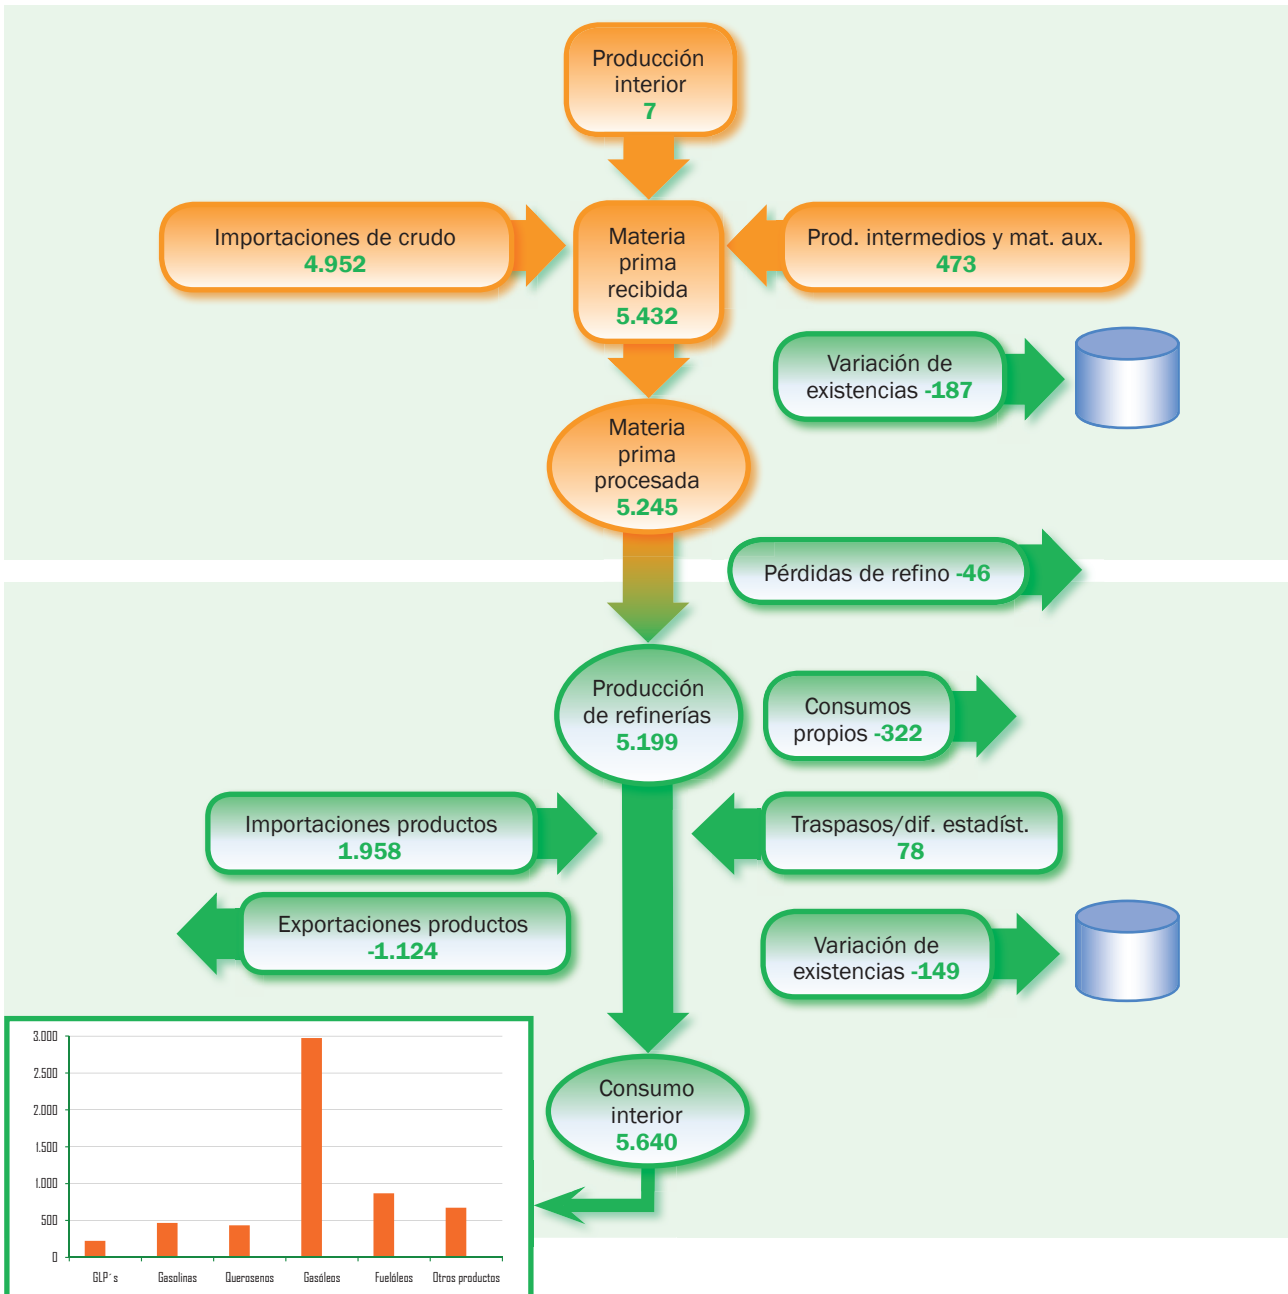 Producción
interior
7
Importaciones de crudo
4.952
Materia
prima
recibida
5.432
Prod. intermedios y mat. aux.
473
Variación de
existencias -187
Materia
prima
procesada
5.245
Pérdidas de refino -46
Producción
de refinerías
5.199
Consumos
propios -322
Importaciones productos
1.958
Traspasos/dif. estadíst.
78
Exportaciones productos
-1.124
Variación de
existencias -149
Consumo
interior
5.640
3.000
2.500
2.000
1.500
1.000
500
0
GLP´s
Gasolinas
Querosenos
Gasóleos
Fuelóleos
Otros productos